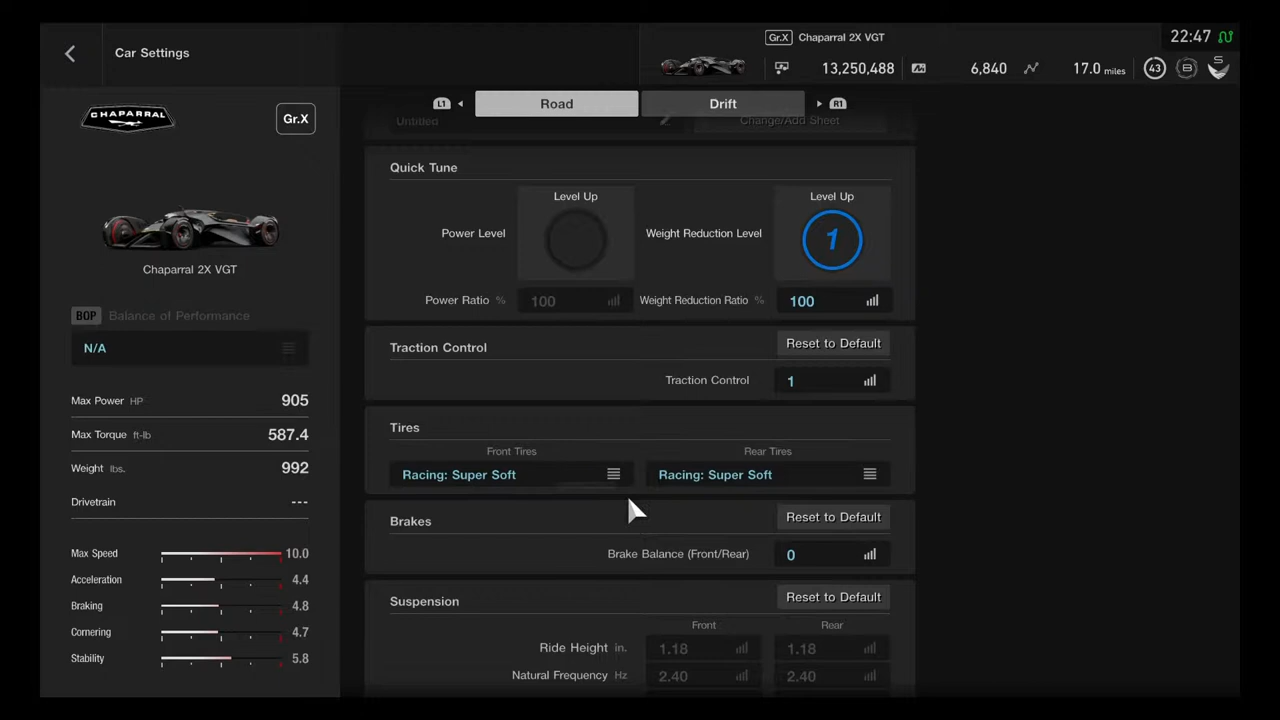 Car Settings
Gr.X Chaparral 2X VGT
22:47
13,250,488
6,840
17.0 miles
43
B
S
L1 Road Drift R1
CHAPARRAL
Gr.X
Untitled
Change/Add Sheet
Chaparral 2X VGT
BOP Balance of Performance
N/A
Max Power HP 905
Max Torque ft-lb 587.4
Weight lbs. 992
Drivetrain ---
Max Speed 10.0
Acceleration 4.4
Braking 4.8
Cornering 4.7
Stability 5.8
Quick Tune
Level Up Level Up
Power Level Weight Reduction Level 1
Power Ratio % 100 Weight Reduction Ratio % 100
Traction Control Reset to Default
Traction Control 1
Tires
Front Tires Rear Tires
Racing: Super Soft Racing: Super Soft
Brakes Reset to Default
Brake Balance (Front/Rear) 0
Suspension Reset to Default
Front Rear
Ride Height in. 1.18 1.18
Natural Frequency Hz 2.40 2.40